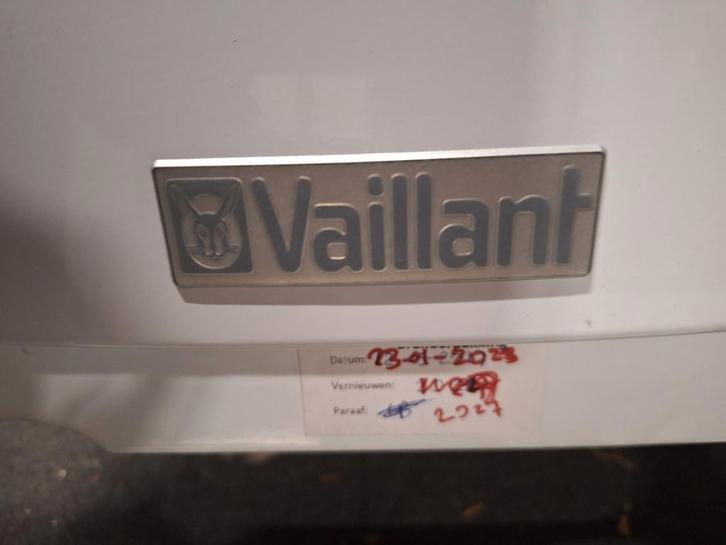 Vaillant
Datum: 23-01-2023
Vernieuwen:
Paraaf: 2027